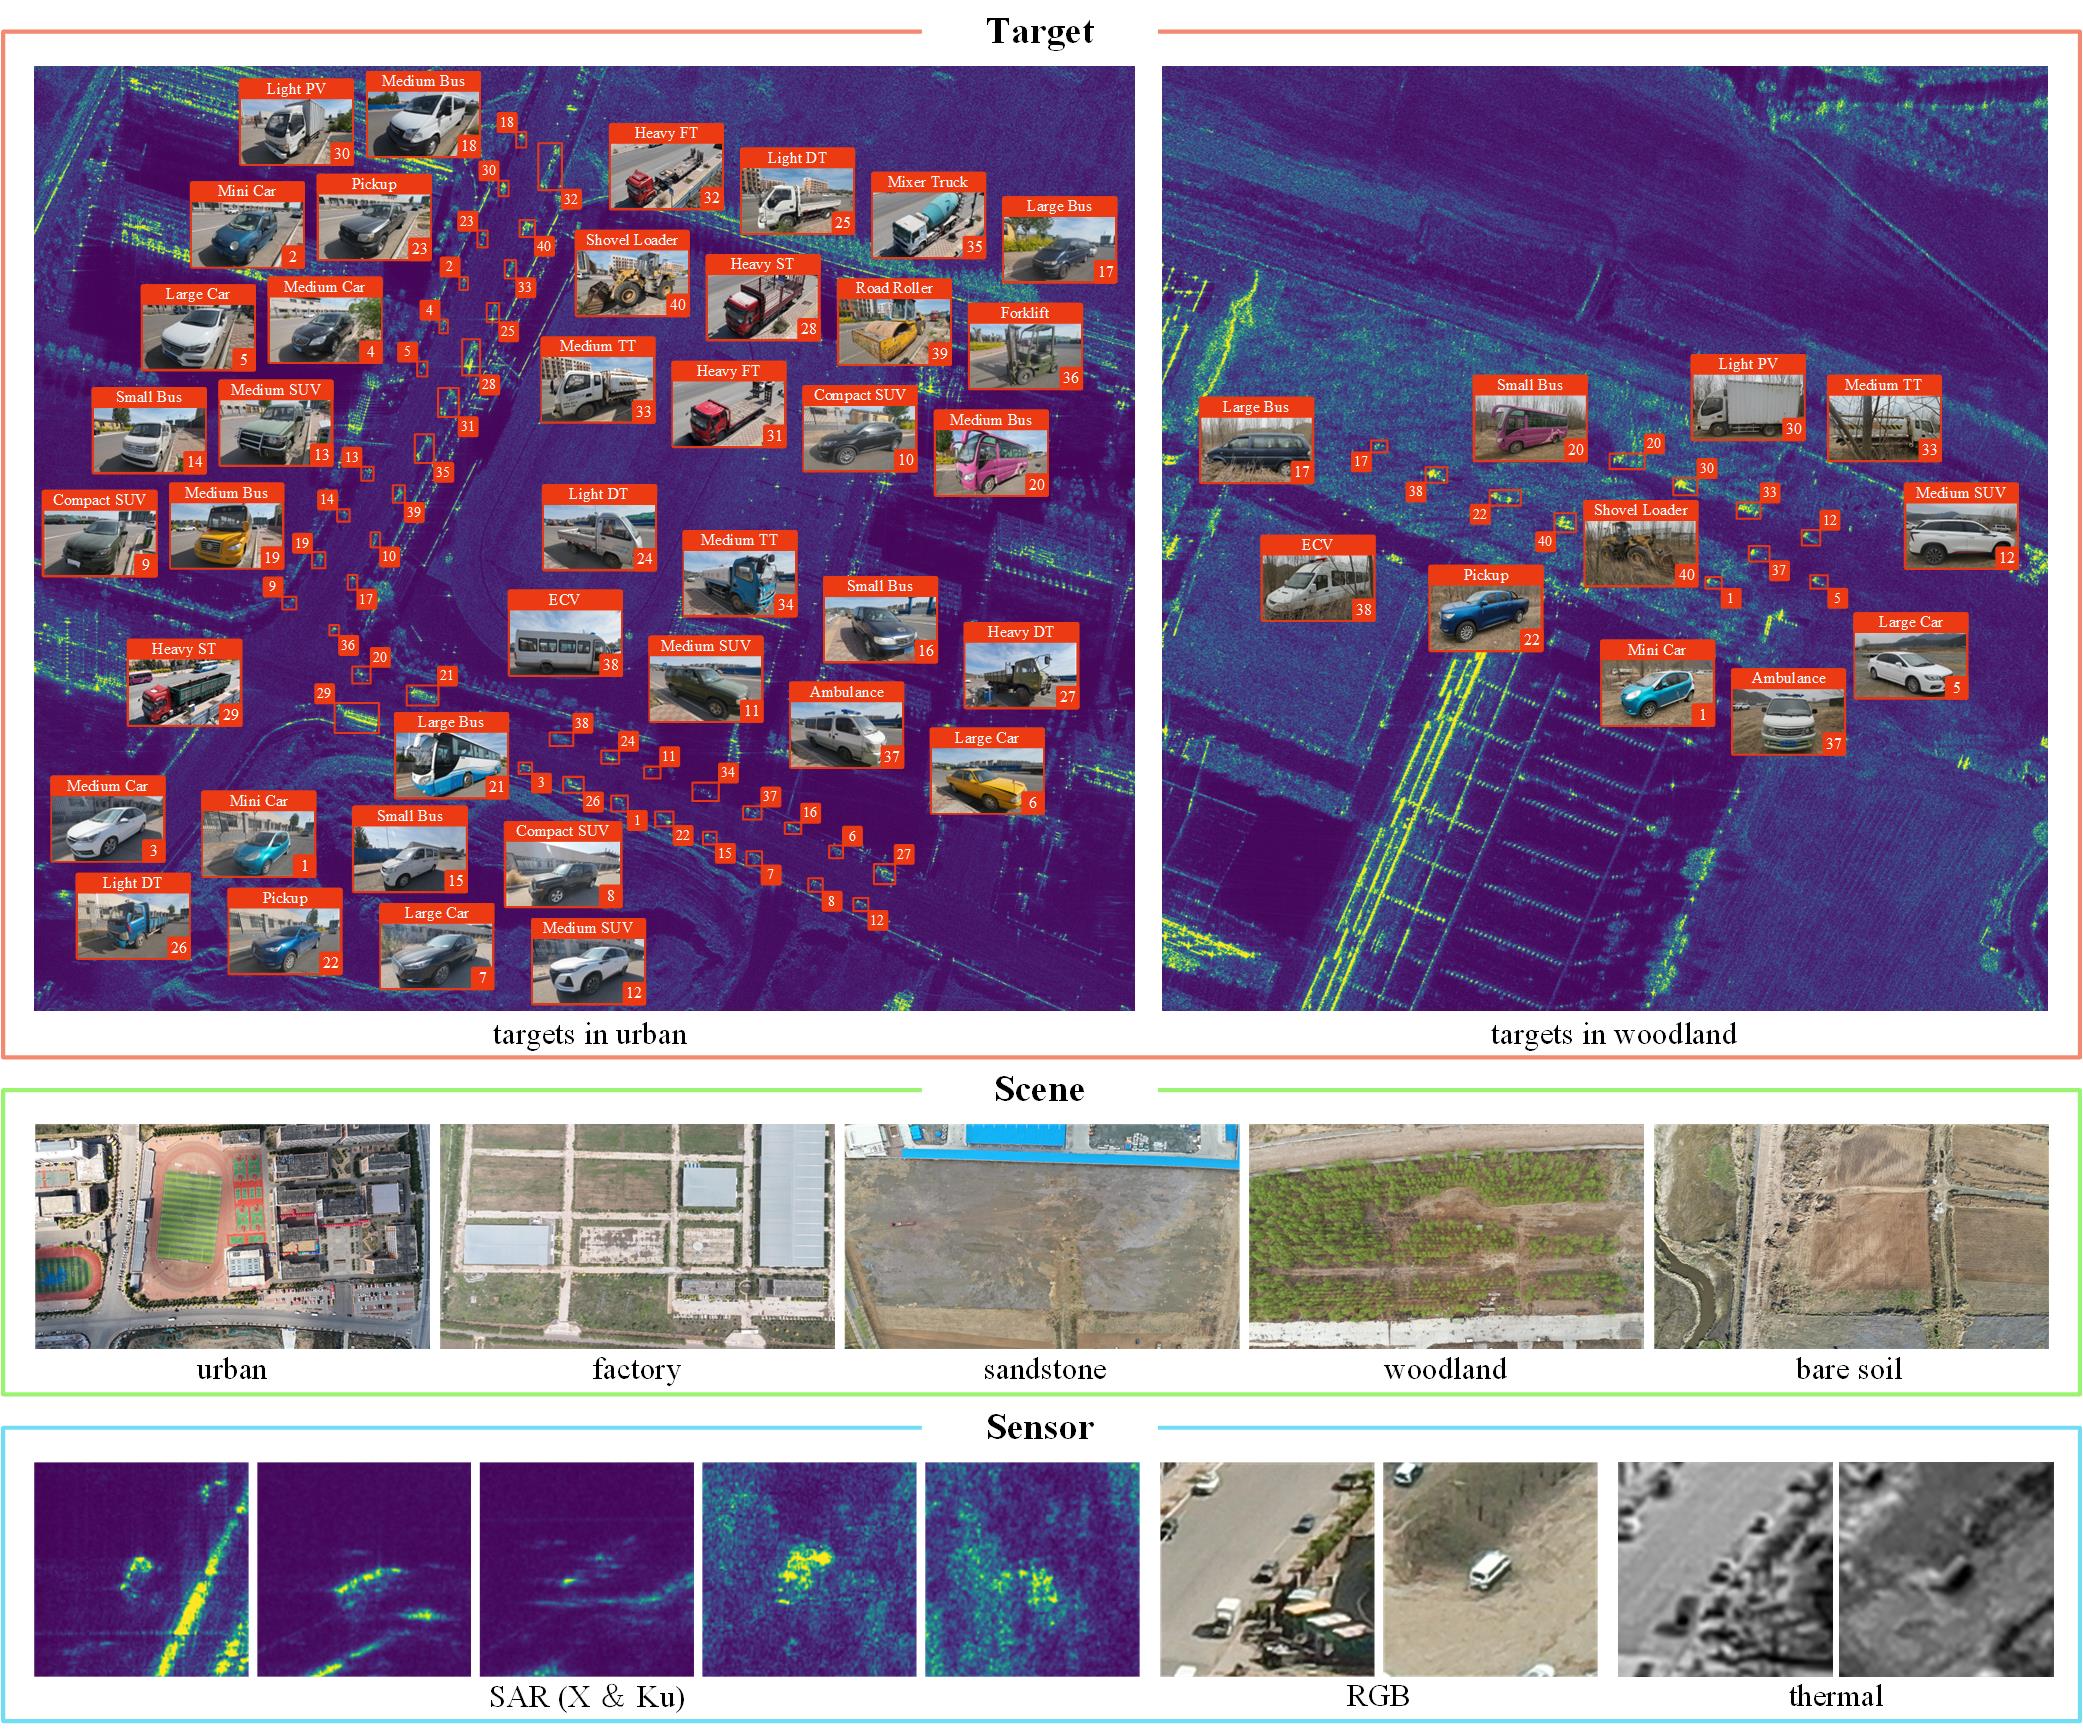 Target
Light PV
30
Medium Bus
18
18
30
32
Heavy FT
32
Light DT
25
Mixer Truck
35
Large Bus
17
Mini Car
2
Pickup
23
23
40
2
33
Shovel Loader
40
Heavy ST
28
Road Roller
39
Forklift
36
Large Car
5
Medium Car
4
4
25
5
28
Medium TT
33
Heavy FT
31
Compact SUV
10
Medium Bus
20
Small Bus
14
Medium SUV
13
13
31
35
14
39
Compact SUV
9
Medium Bus
19
19
10
9
17
Light DT
24
Medium TT
34
Small Bus
16
Heavy DT
27
ECV
38
Medium SUV
11
Ambulance
37
Large Car
6
36
20
21
29
Heavy ST
29
Large Bus
21
38
24
11
34
3
26
1
22
37
16
15
6
7
27
8
12
Medium Car
3
Mini Car
1
Small Bus
15
Compact SUV
8
Light DT
26
Pickup
22
Large Car
7
Medium SUV
12
targets in urban
Large Bus
17
17
38
Small Bus
20
20
Light PV
30
30
Medium TT
33
33
22
40
12
Medium SUV
12
ECV
38
Pickup
22
Shovel Loader
40
37
1
5
Mini Car
1
Ambulance
37
Large Car
5
targets in woodland
Scene
urban
factory
sandstone
woodland
bare soil
Sensor
SAR (X & Ku)
RGB
thermal